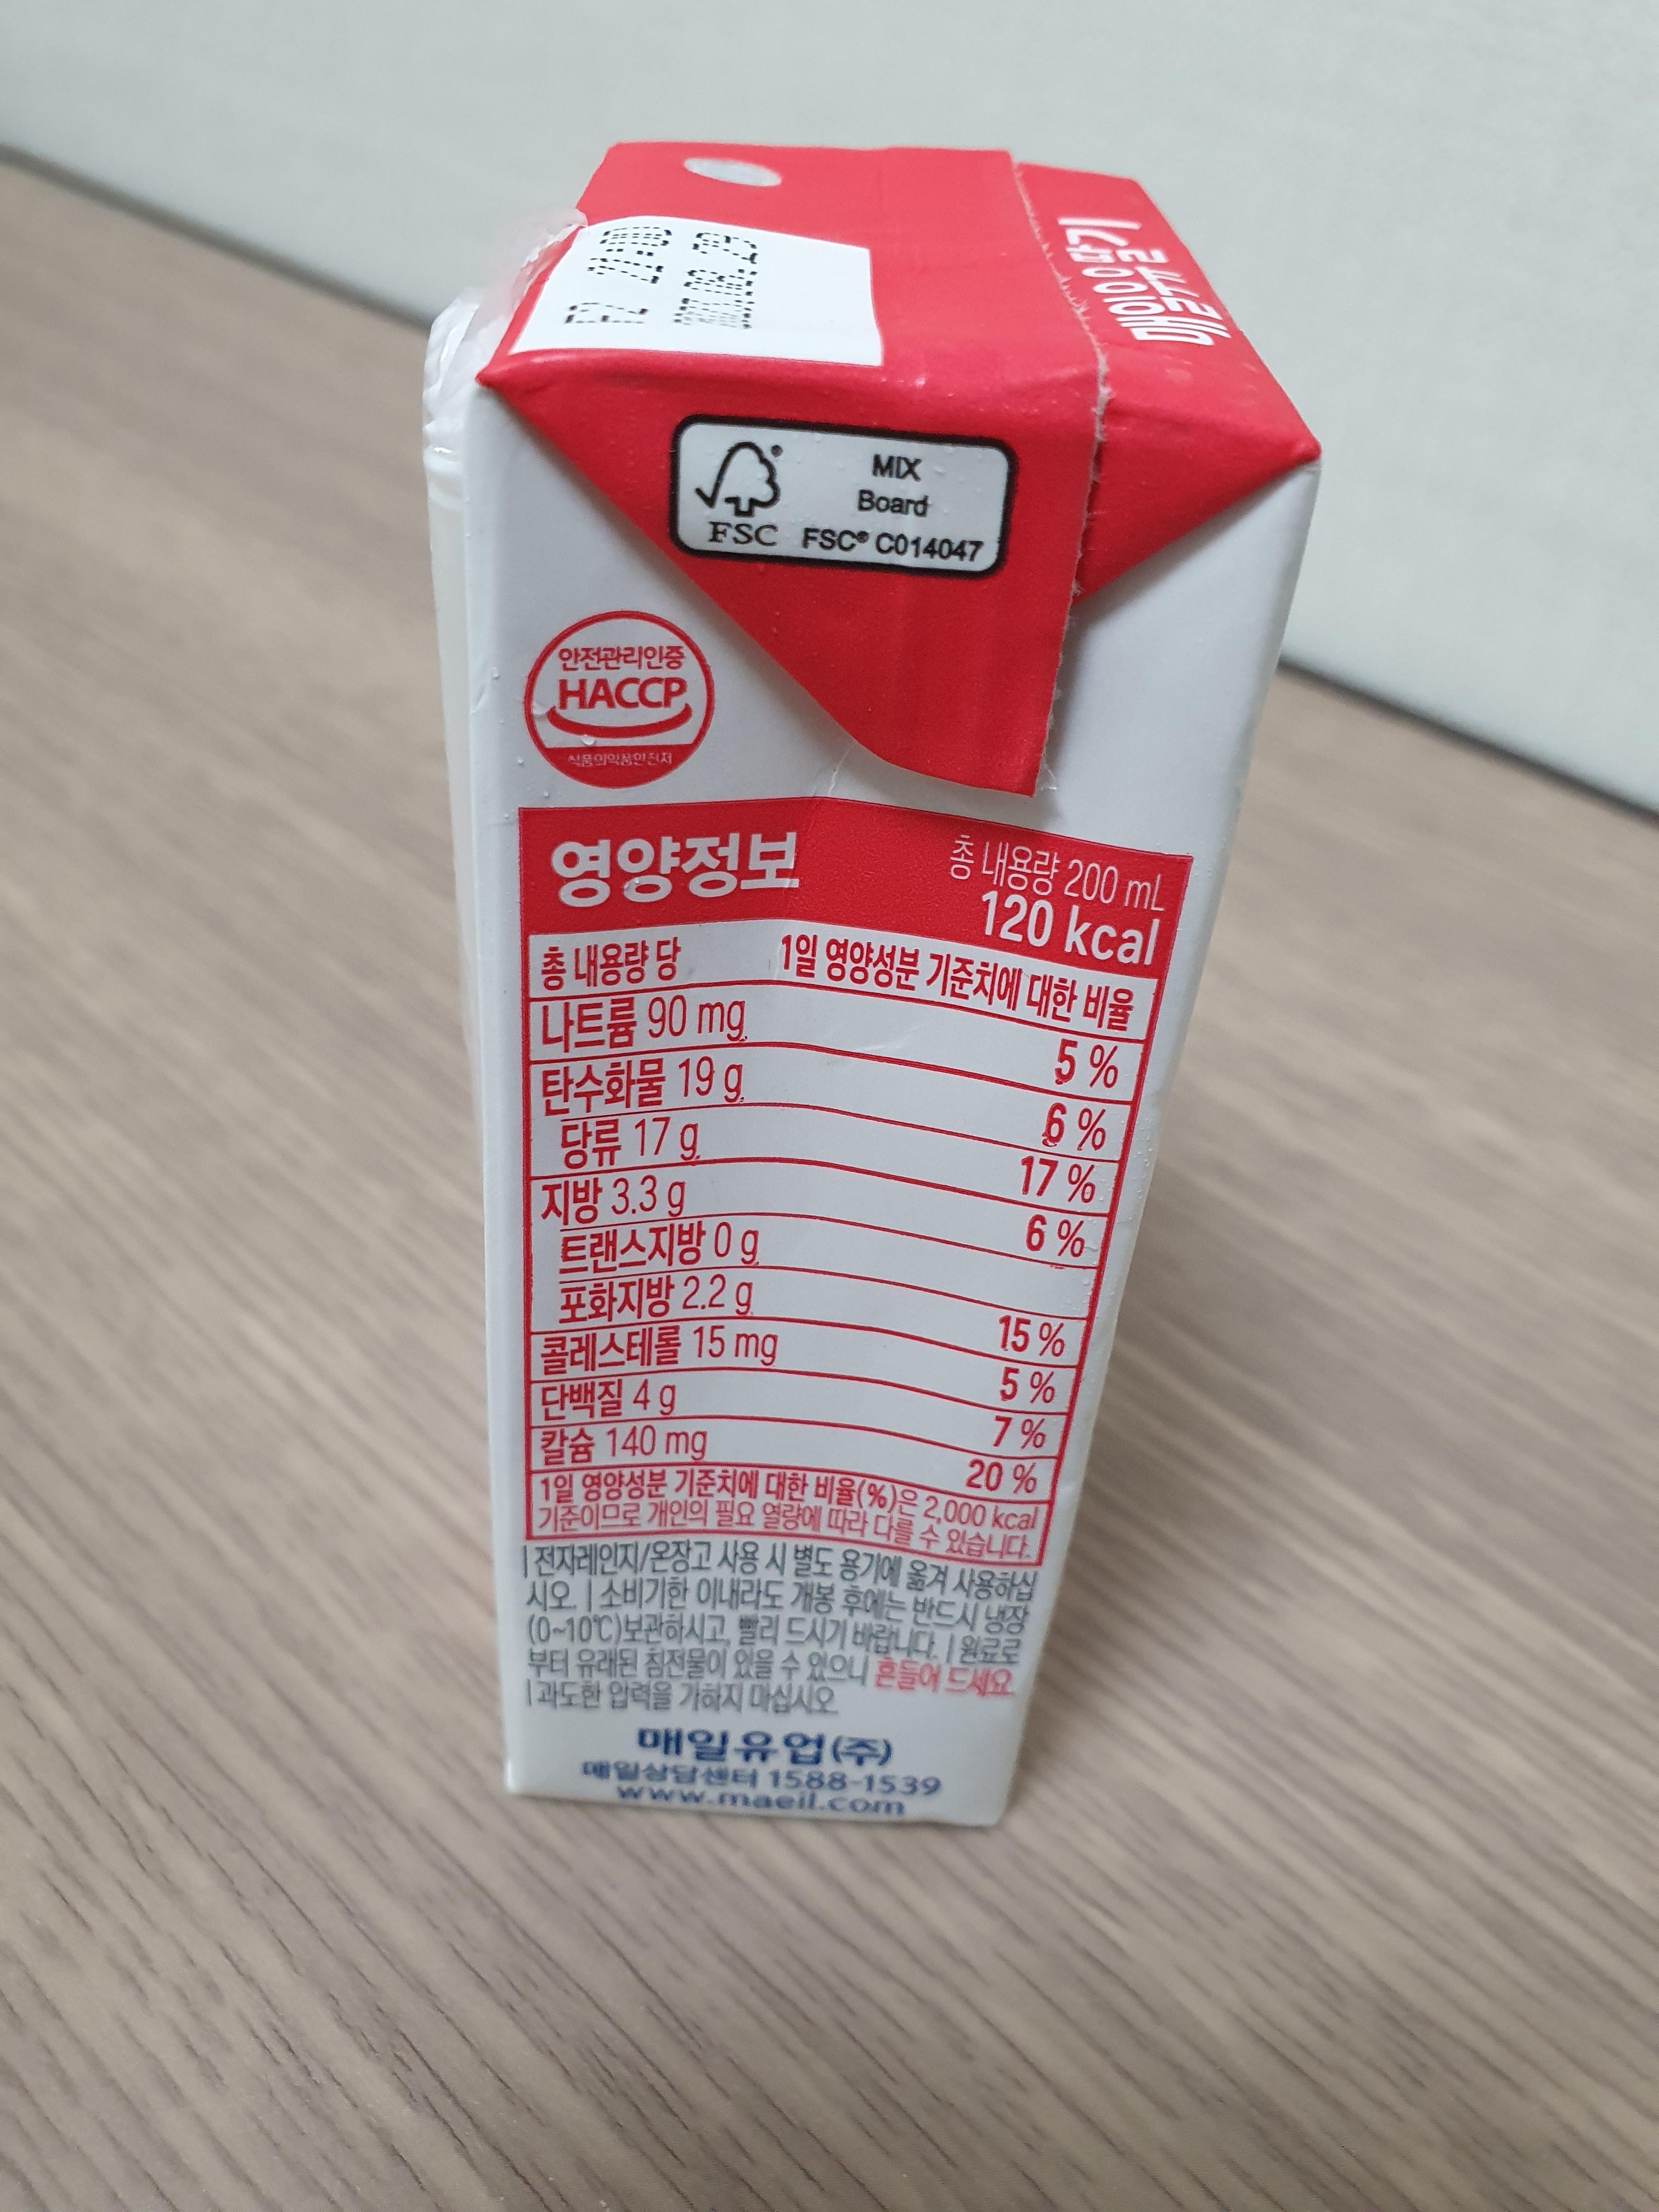 매일우유딸기
FSC
MIX
Board
FSC® C014047
안전관리인증
HACCP
식품의약품안전처
영양정보
총 내용량 200 mL
120 kcal
총 내용량 당 1일 영양성분 기준치에 대한 비율
나트륨 90 mg 5 %
탄수화물 19 g 6 %
당류 17 g 17 %
지방 3.3 g 6 %
트랜스지방 0 g
포화지방 2.2 g 15 %
콜레스테롤 15 mg 5 %
단백질 4 g 7 %
칼슘 140 mg 20 %
1일 영양성분 기준치에 대한 비율(%)은 2,000 kcal
기준이므로 개인의 필요 열량에 따라 다를 수 있습니다.
| 전자레인지/온장고 사용 시 별도 용기에 옮겨 사용하십
시오. | 소비기한 이내라도 개봉 후에는 반드시 냉장
(0~10℃)보관하시고, 빨리 드시기 바랍니다. | 원료로
부터 유래된 침전물이 있을 수 있으니 흔들어 드세요.
| 과도한 압력을 가하지 마십시오.
매일유업(주)
매일상담센터 1588-1539
www.maeil.com